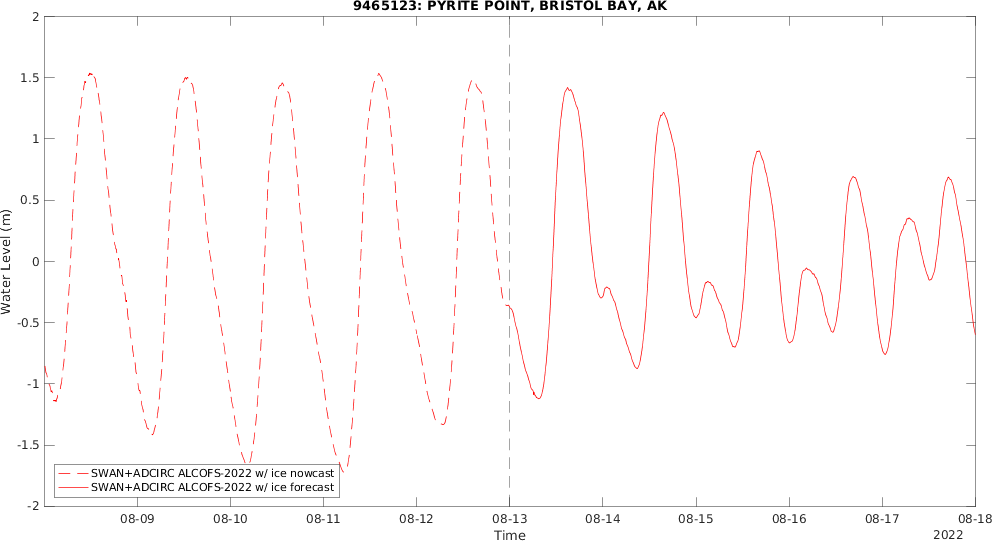 9465123: PYRITE POINT, BRISTOL BAY, AK
2
1.5
1
0.5
0
-0.5
-1
-1.5
-2
Water Level (m)
SWAN+ADCIRC ALCOFS-2022 w/ ice nowcast
SWAN+ADCIRC ALCOFS-2022 w/ ice forecast
08-09 08-10 08-11 08-12 08-13 08-14 08-15 08-16 08-17 08-18
Time
2022